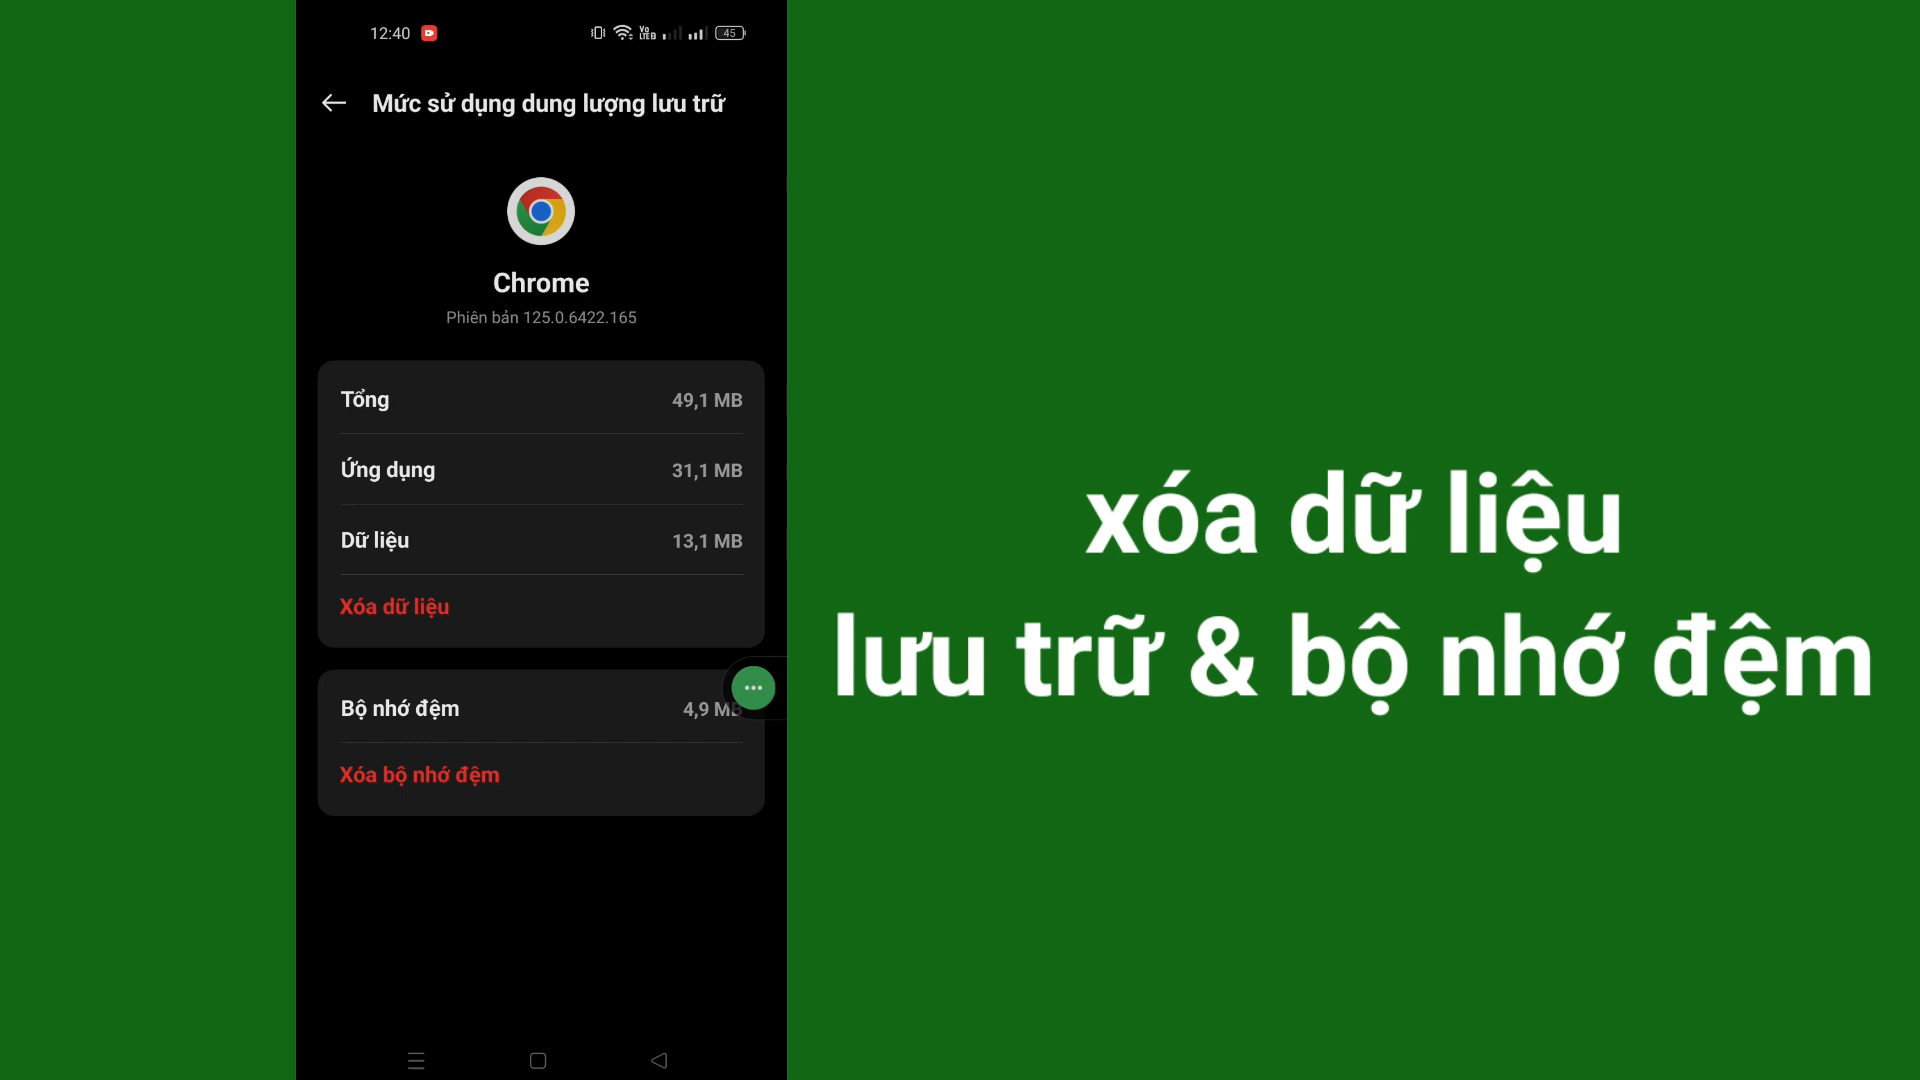 12:40
Vo LTE 45
Mức sử dụng dung lượng lưu trữ
Chrome
Phiên bản 125.0.6422.165
Tổng 49,1 MB
Ứng dụng 31,1 MB
Dữ liệu 13,1 MB
Xóa dữ liệu
Bộ nhớ đệm 4,9 MB
Xóa bộ nhớ đệm
xóa dữ liệu
lưu trữ & bộ nhớ đệm